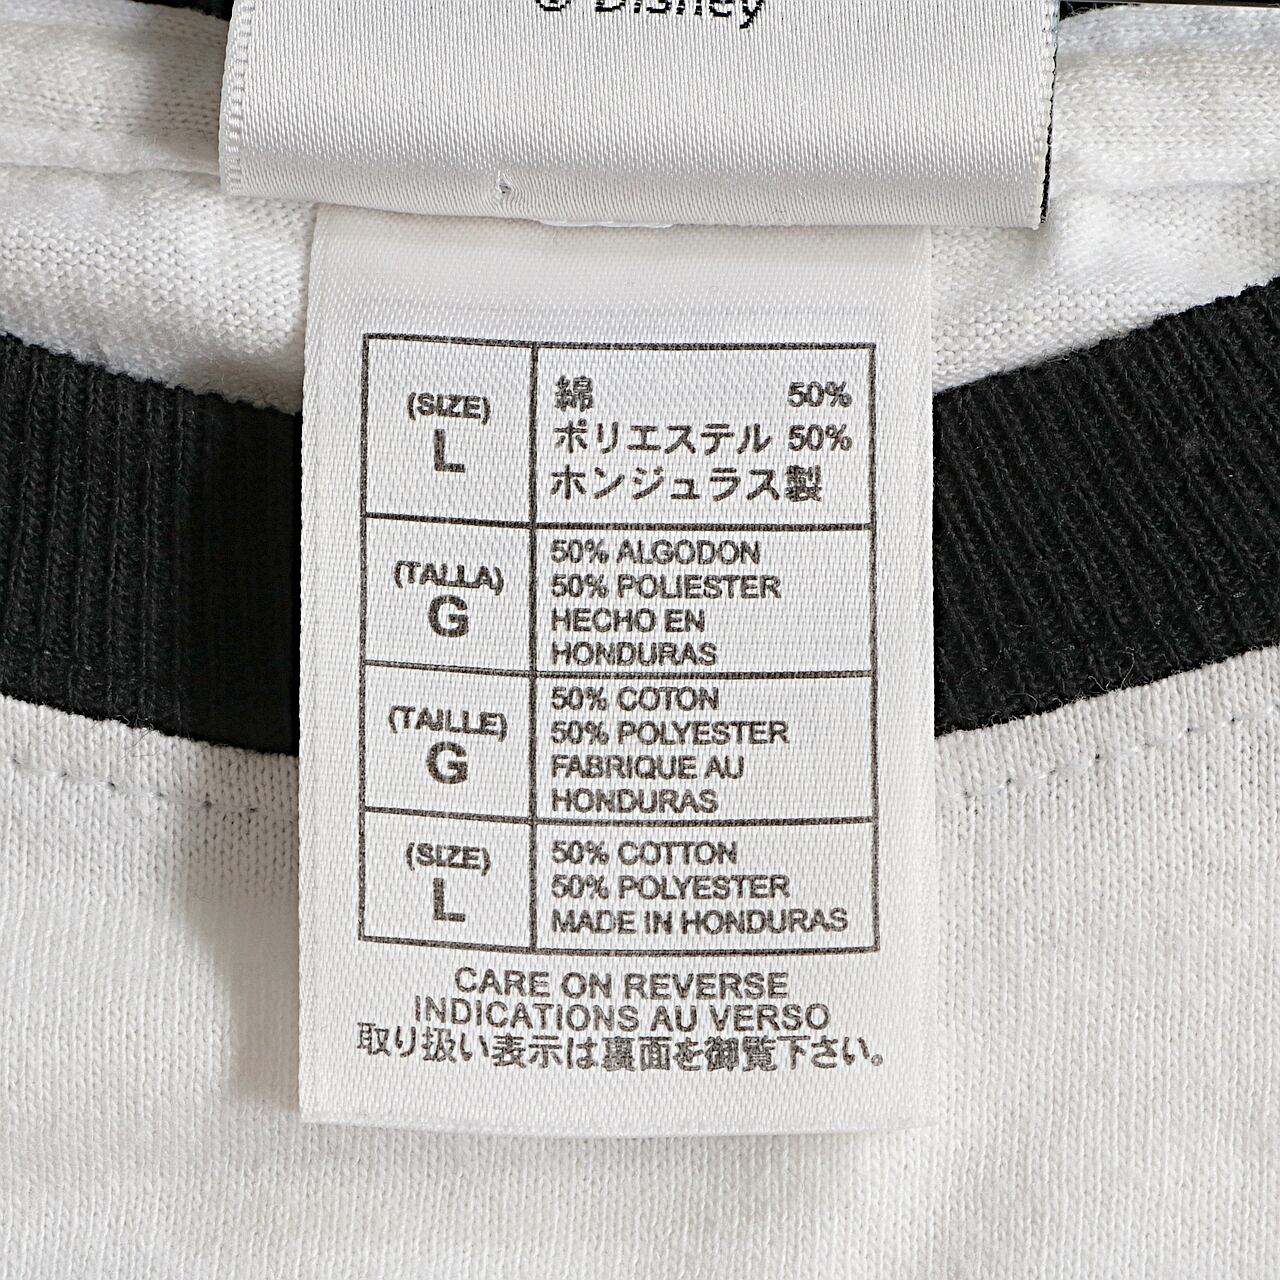 © Disney
(SIZE)
L
綿 50%
ポリエステル 50%
ホンジュラス製
(TALLA)
G
50% ALGODON
50% POLIESTER
HECHO EN
HONDURAS
(TAILLE)
G
50% COTON
50% POLYESTER
FABRIQUE AU
HONDURAS
(SIZE)
L
50% COTTON
50% POLYESTER
MADE IN HONDURAS
CARE ON REVERSE
INDICATIONS AU VERSO
取り扱い表示は裏面を御覧下さい。